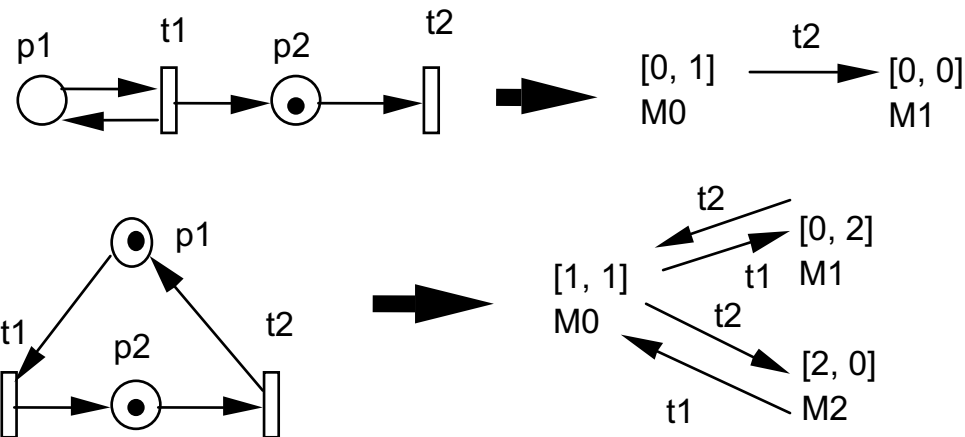 p1
t1
p2
t2
[0, 1]
M0
t2
[0, 0]
M1
p1
t1
p2
t2
[1, 1]
M0
t2
t1
[0, 2]
M1
t2
t1
[2, 0]
M2